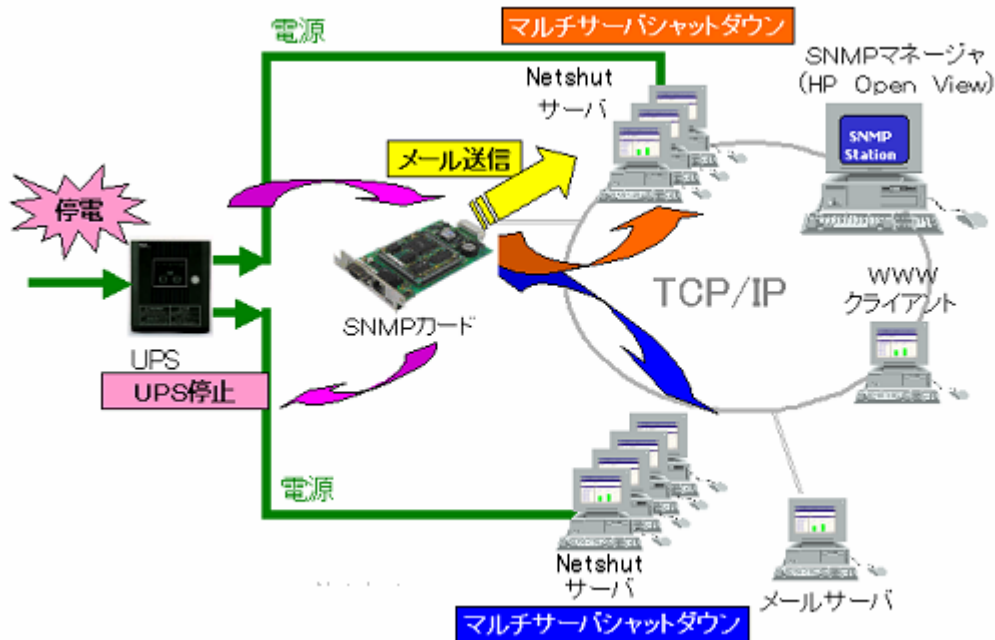 電源
マルチサーバシャットダウン
Netshut
サーバ
SNMPマネージャ
(HP Open View)
SNMP
Station
メール送信
停電
TCP/IP
WWW
クライアント
SNMPカード
UPS
UPS停止
電源
Netshut
サーバ
メールサーバ
マルチサーバシャットダウン